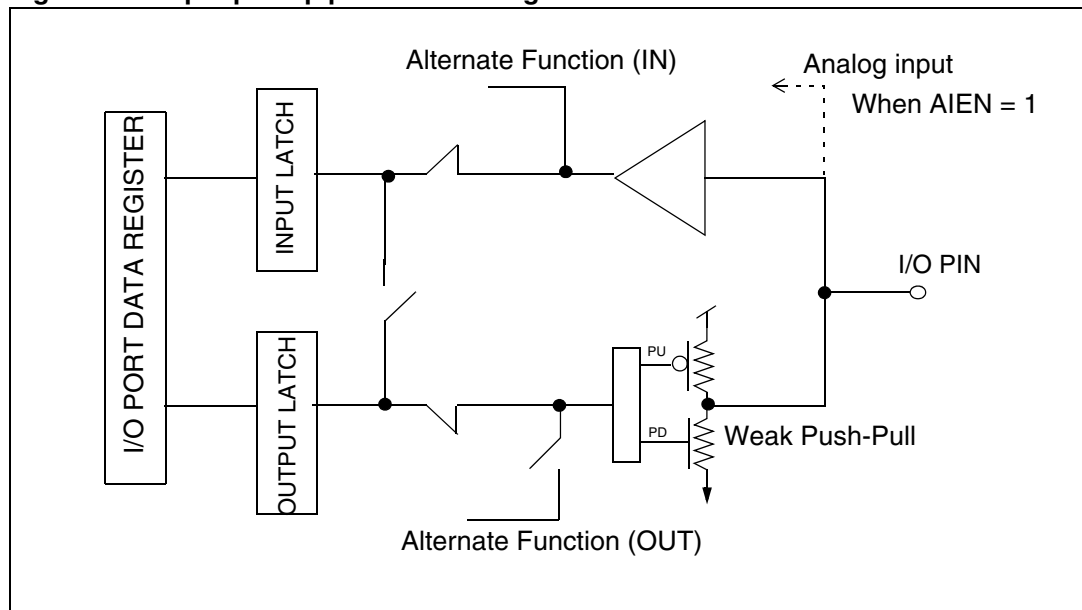 Alternate Function (IN)
Analog input
When AIEN = 1
I/O PORT DATA REGISTER
INPUT LATCH
I/O PIN
OUTPUT LATCH
PU
PD
Weak Push-Pull
Alternate Function (OUT)